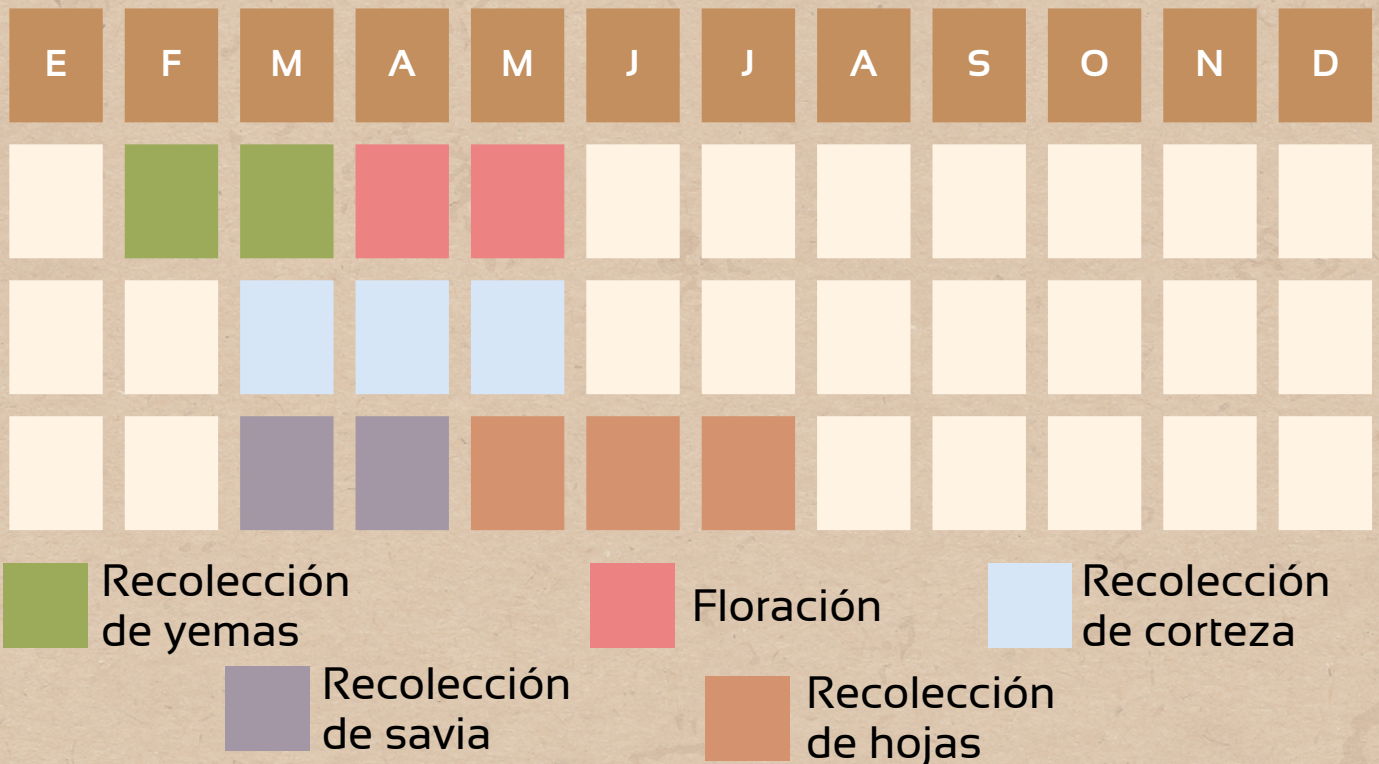 E F M A M J J A S O N D
Recolección
de yemas
Floración
Recolección
de corteza
Recolección
de savia
Recolección
de hojas